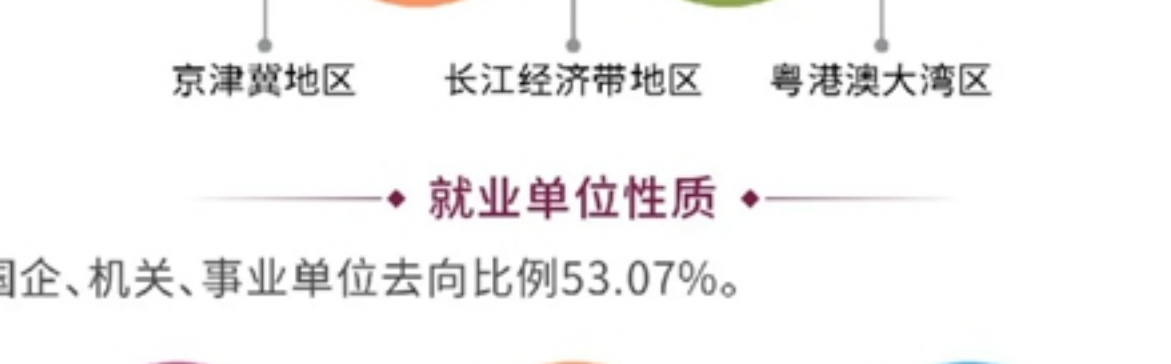 京津冀地区 长江经济带地区 粤港澳大湾区
就业单位性质
国企、机关、事业单位去向比例53.07%。